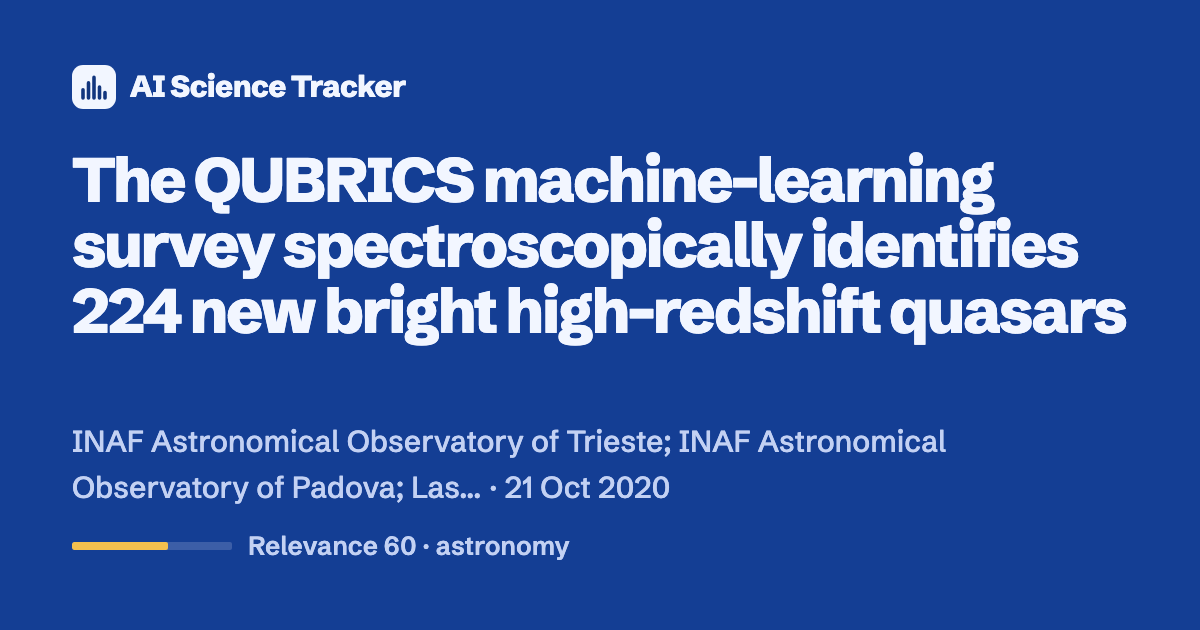 AI Science Tracker
The QUBRICS machine-learning
survey spectroscopically identifies
224 new bright high-redshift quasars
INAF Astronomical Observatory of Trieste; INAF Astronomical
Observatory of Padova; Las... · 21 Oct 2020
Relevance 60 · astronomy